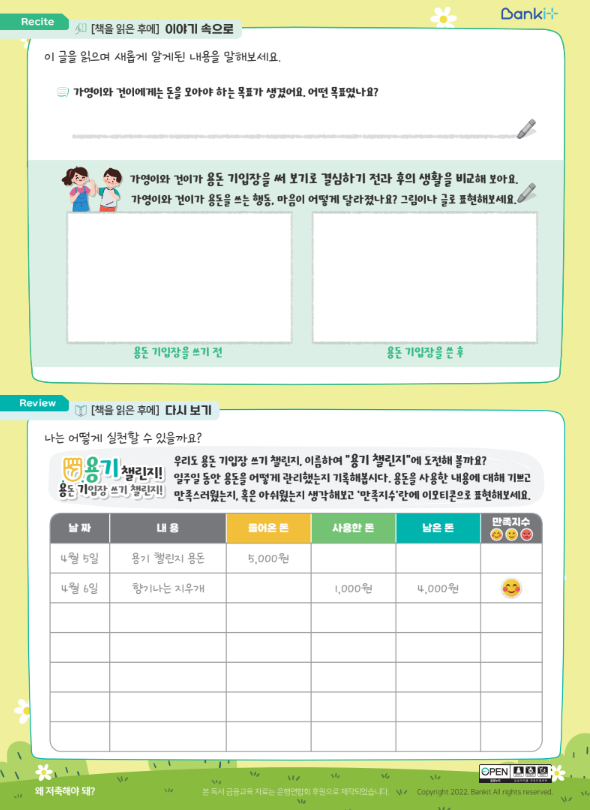 Bankit
Recite
[책을 읽은 후에] 이야기 속으로
이 글을 읽으며 새롭게 알게된 내용을 말해보세요.
가영이와 건이에게는 돈을 모아야 하는 목표가 생겼어요. 어떤 목표였나요?
가영이와 건이가 용돈 기입장을 써 보기로 결심하기 전과 후의 생활을 비교해 보아요.
가영이와 건이가 용돈을 쓰는 행동, 마음이 어떻게 달라졌나요? 그림이나 글로 표현해보세요.
용돈 기입장을 쓰기 전
용돈 기입장을 쓴 후
Review
[책을 읽은 후에] 다시 보기
나는 어떻게 실천할 수 있을까요?
용기 챌린지!
용돈 기입장 쓰기 챌린지!
우리도 용돈 기입장 쓰기 챌린지, 이름하여 "용기 챌린지"에 도전해 볼까요?
일주일 동안 용돈을 어떻게 관리했는지 기록해봅시다. 용돈을 사용한 내용에 대해 기쁘고
만족스러웠는지, 혹은 아쉬웠는지 생각해보고 '만족지수'란에 이모티콘으로 표현해보세요.
날 짜 내 용 들어온 돈 사용한 돈 남은 돈 만족지수
4월 5일 용기 챌린지 용돈 5,000원
4월 6일 향기나는 지우개 1,000원 4,000원
OPEN
왜 저축해야 돼?
본 독서 금융교육 자료는 은행연합회 후원으로 제작되었습니다.
Copyright 2022. Bankit All rights reserved.